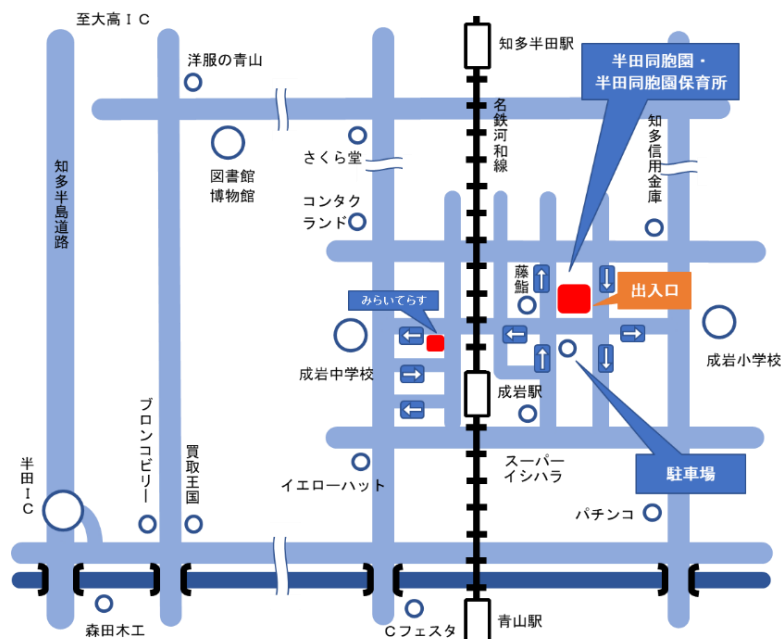 至大高ＩＣ
知多半田駅
半田同胞園・
半田同胞園保育所
洋服の青山
名鉄河和線
知多信用金庫
さくら堂
図書館
博物館
知多半島道路
コンタク
ランド
藤鮨
みらいてらす
出入口
成岩中学校
成岩駅
成岩小学校
ブロンコビリー
買取王国
半田ＩＣ
イエローハット
スーパー
イシハラ
駐車場
パチンコ
森田木工
Ｃフェスタ
青山駅